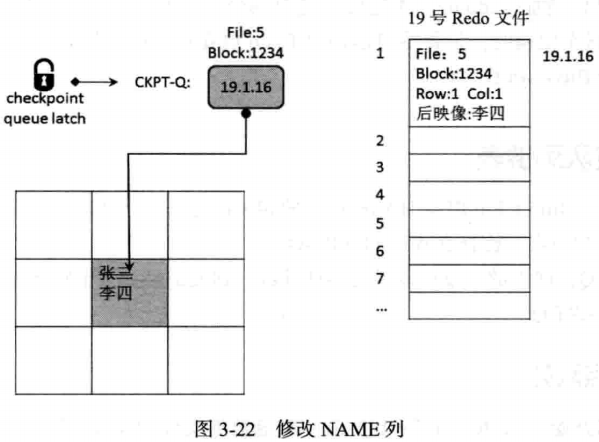 File:5
Block:1234
CKPT-Q:
19.1.16
checkpoint
queue latch
张三
李四
19 号 Redo 文件
1
File: 5
Block:1234
Row:1 Col:1
后映像:李四
19.1.16
2
3
4
5
6
7
...
图 3-22 修改 NAME 列